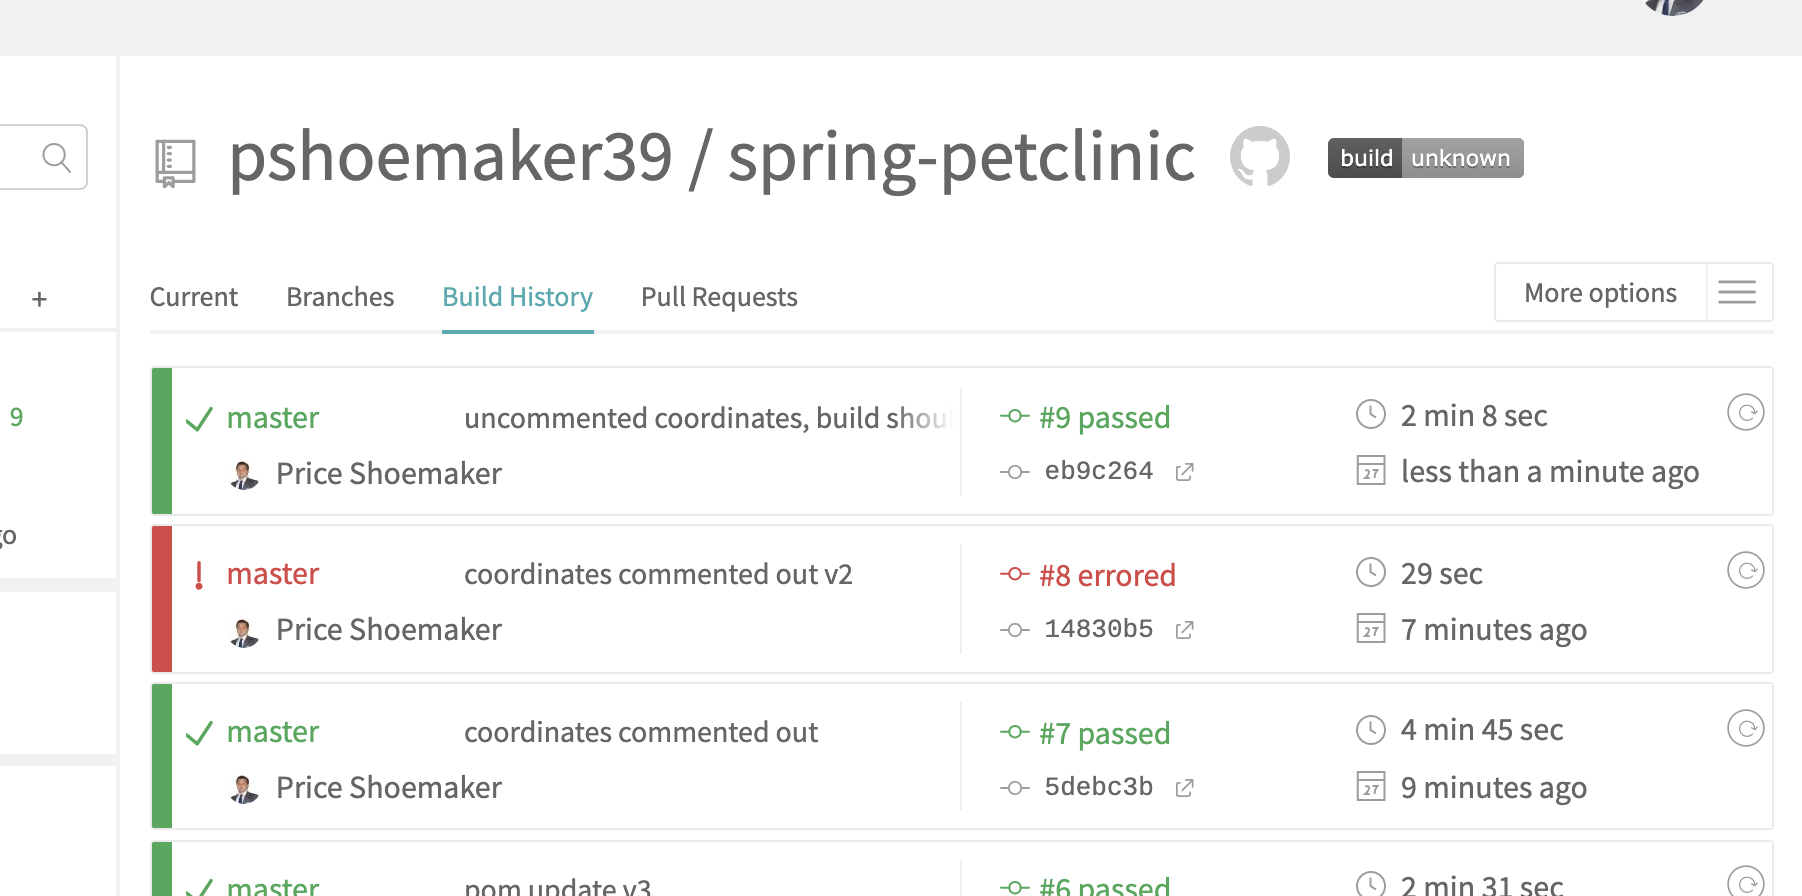 pshoemaker39 / spring-petclinic
build unknown
+
Current Branches Build History Pull Requests
More options
9
go
master uncommented coordinates, build shoul
#9 passed
2 min 8 sec
Price Shoemaker
eb9c264
27 less than a minute ago
master coordinates commented out v2
#8 errored
29 sec
Price Shoemaker
14830b5
27 7 minutes ago
master coordinates commented out
#7 passed
4 min 45 sec
Price Shoemaker
5debc3b
27 9 minutes ago
master pom update v3
#6 passed
2 min 31 sec